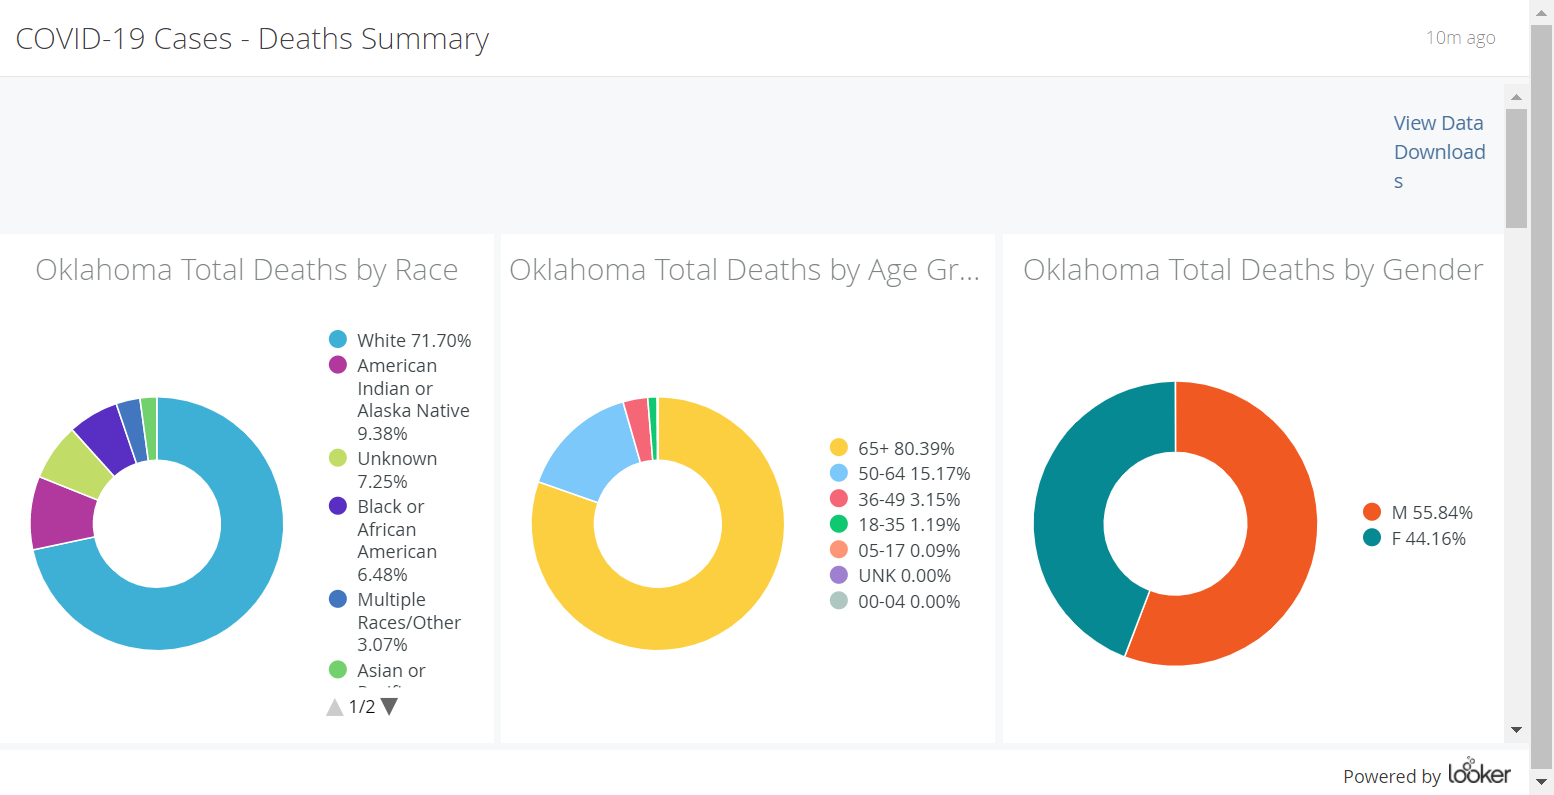 COVID-19 Cases - Deaths Summary
10m ago
View Data
Download
s
Oklahoma Total Deaths by Race
White 71.70%
American
Indian or
Alaska Native
9.38%
Unknown
7.25%
Black or
African
American
6.48%
Multiple
Races/Other
3.07%
Asian or
1/2
Oklahoma Total Deaths by Age Gr...
65+ 80.39%
50-64 15.17%
36-49 3.15%
18-35 1.19%
05-17 0.09%
UNK 0.00%
00-04 0.00%
Oklahoma Total Deaths by Gender
M 55.84%
F 44.16%
Powered by looker